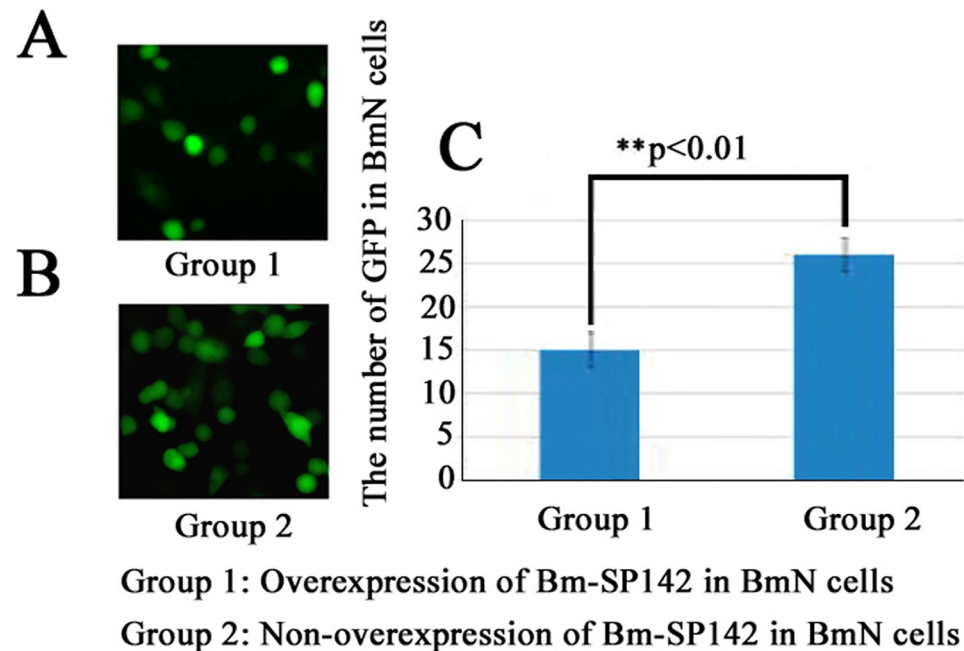 A
Group 1
B
Group 2
The number of GFP in BmN cells
C
**p<0.01
30
25
20
15
10
5
0
Group 1 Group 2
Group 1: Overexpression of Bm-SP142 in BmN cells
Group 2: Non-overexpression of Bm-SP142 in BmN cells